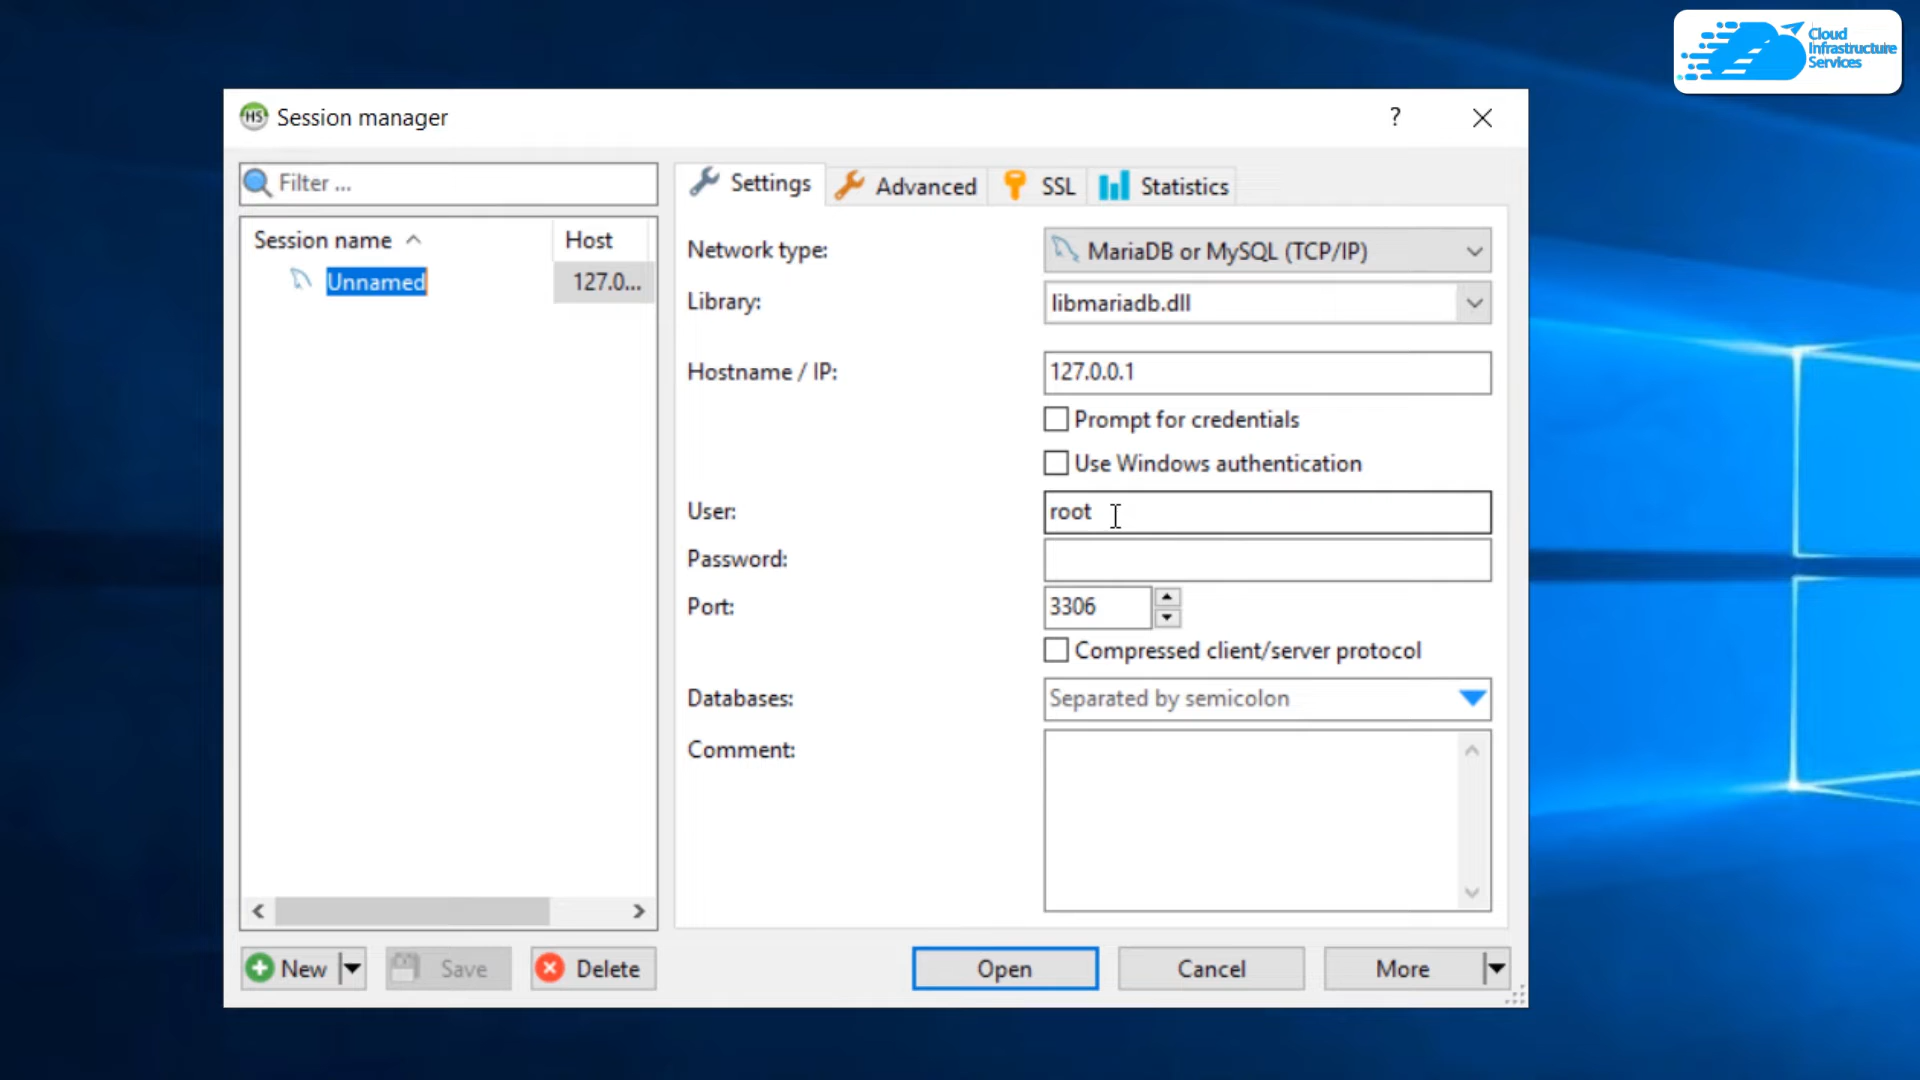 Cloud
Infrastructure
Services
HS Session manager ?
Filter ...
Settings Advanced SSL Statistics
Session name Host
Unnamed 127.0...
Network type: MariaDB or MySQL (TCP/IP)
Library: libmariadb.dll
Hostname / IP: 127.0.0.1
Prompt for credentials
Use Windows authentication
User: root
Password:
Port: 3306
Compressed client/server protocol
Databases: Separated by semicolon
Comment:
New Save Delete Open Cancel More